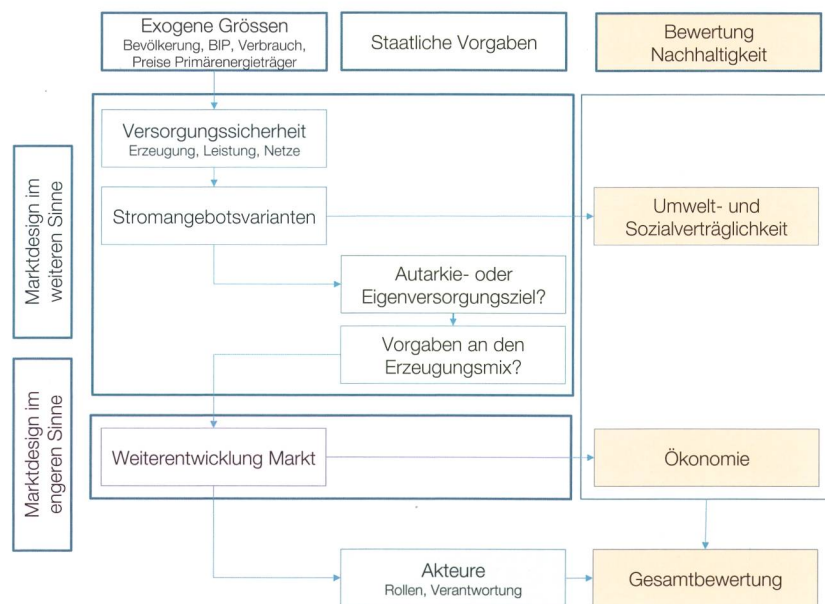 Exogene Grössen
Bevölkerung, BIP, Verbrauch,
Preise Primärenergieträger
Staatliche Vorgaben
Bewertung
Nachhaltigkeit
Marktdesign im
weiteren Sinne
Versorgungssicherheit
Erzeugung, Leistung, Netze
Stromangebotsvarianten
Umwelt- und
Sozialverträglichkeit
Autarkie- oder
Eigenversorgungsziel?
Vorgaben an den
Erzeugungsmix?
Marktdesign im
engeren Sinne
Weiterentwicklung Markt
Ökonomie
Akteure
Rollen, Verantwortung
Gesamtbewertung